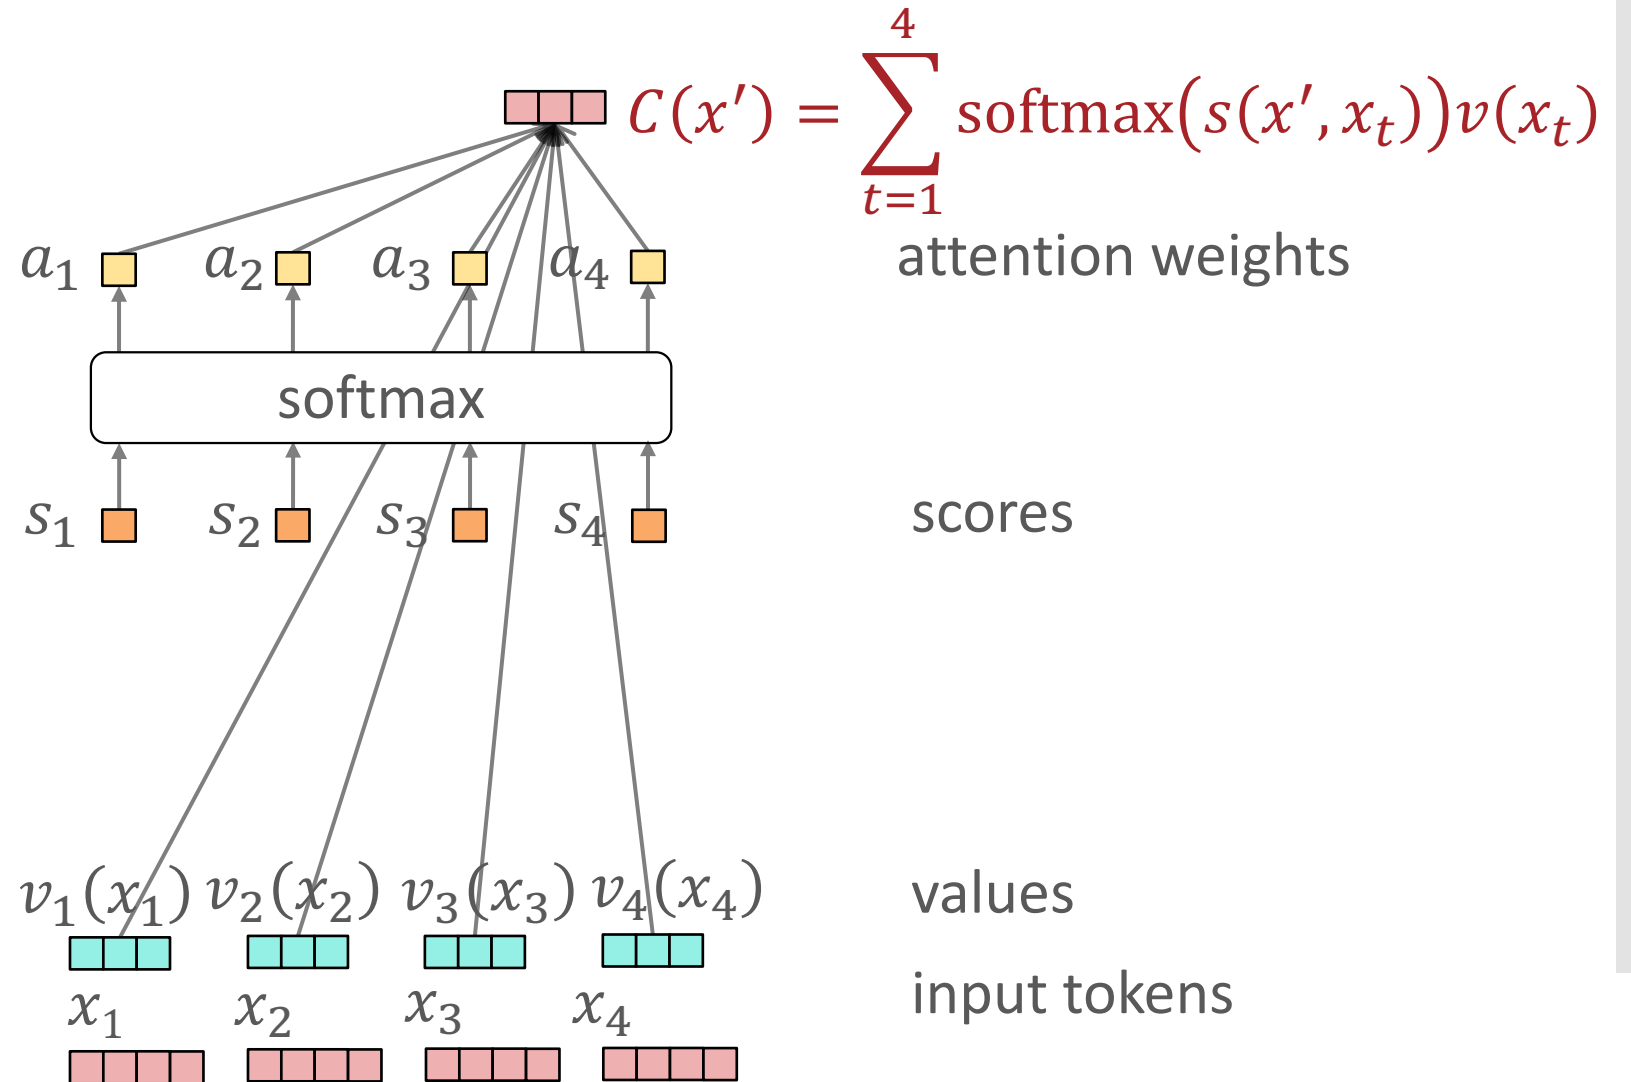 C(x′) = ∑_{t=1}^{4} softmax(s(x′, x_t))v(x_t)
a₁ a₂ a₃ a₄ attention weights
softmax
s₁ s₂ s₃ s₄ scores
v₁(x₁) v₂(x₂) v₃(x₃) v₄(x₄) values
x₁ x₂ x₃ x₄ input tokens